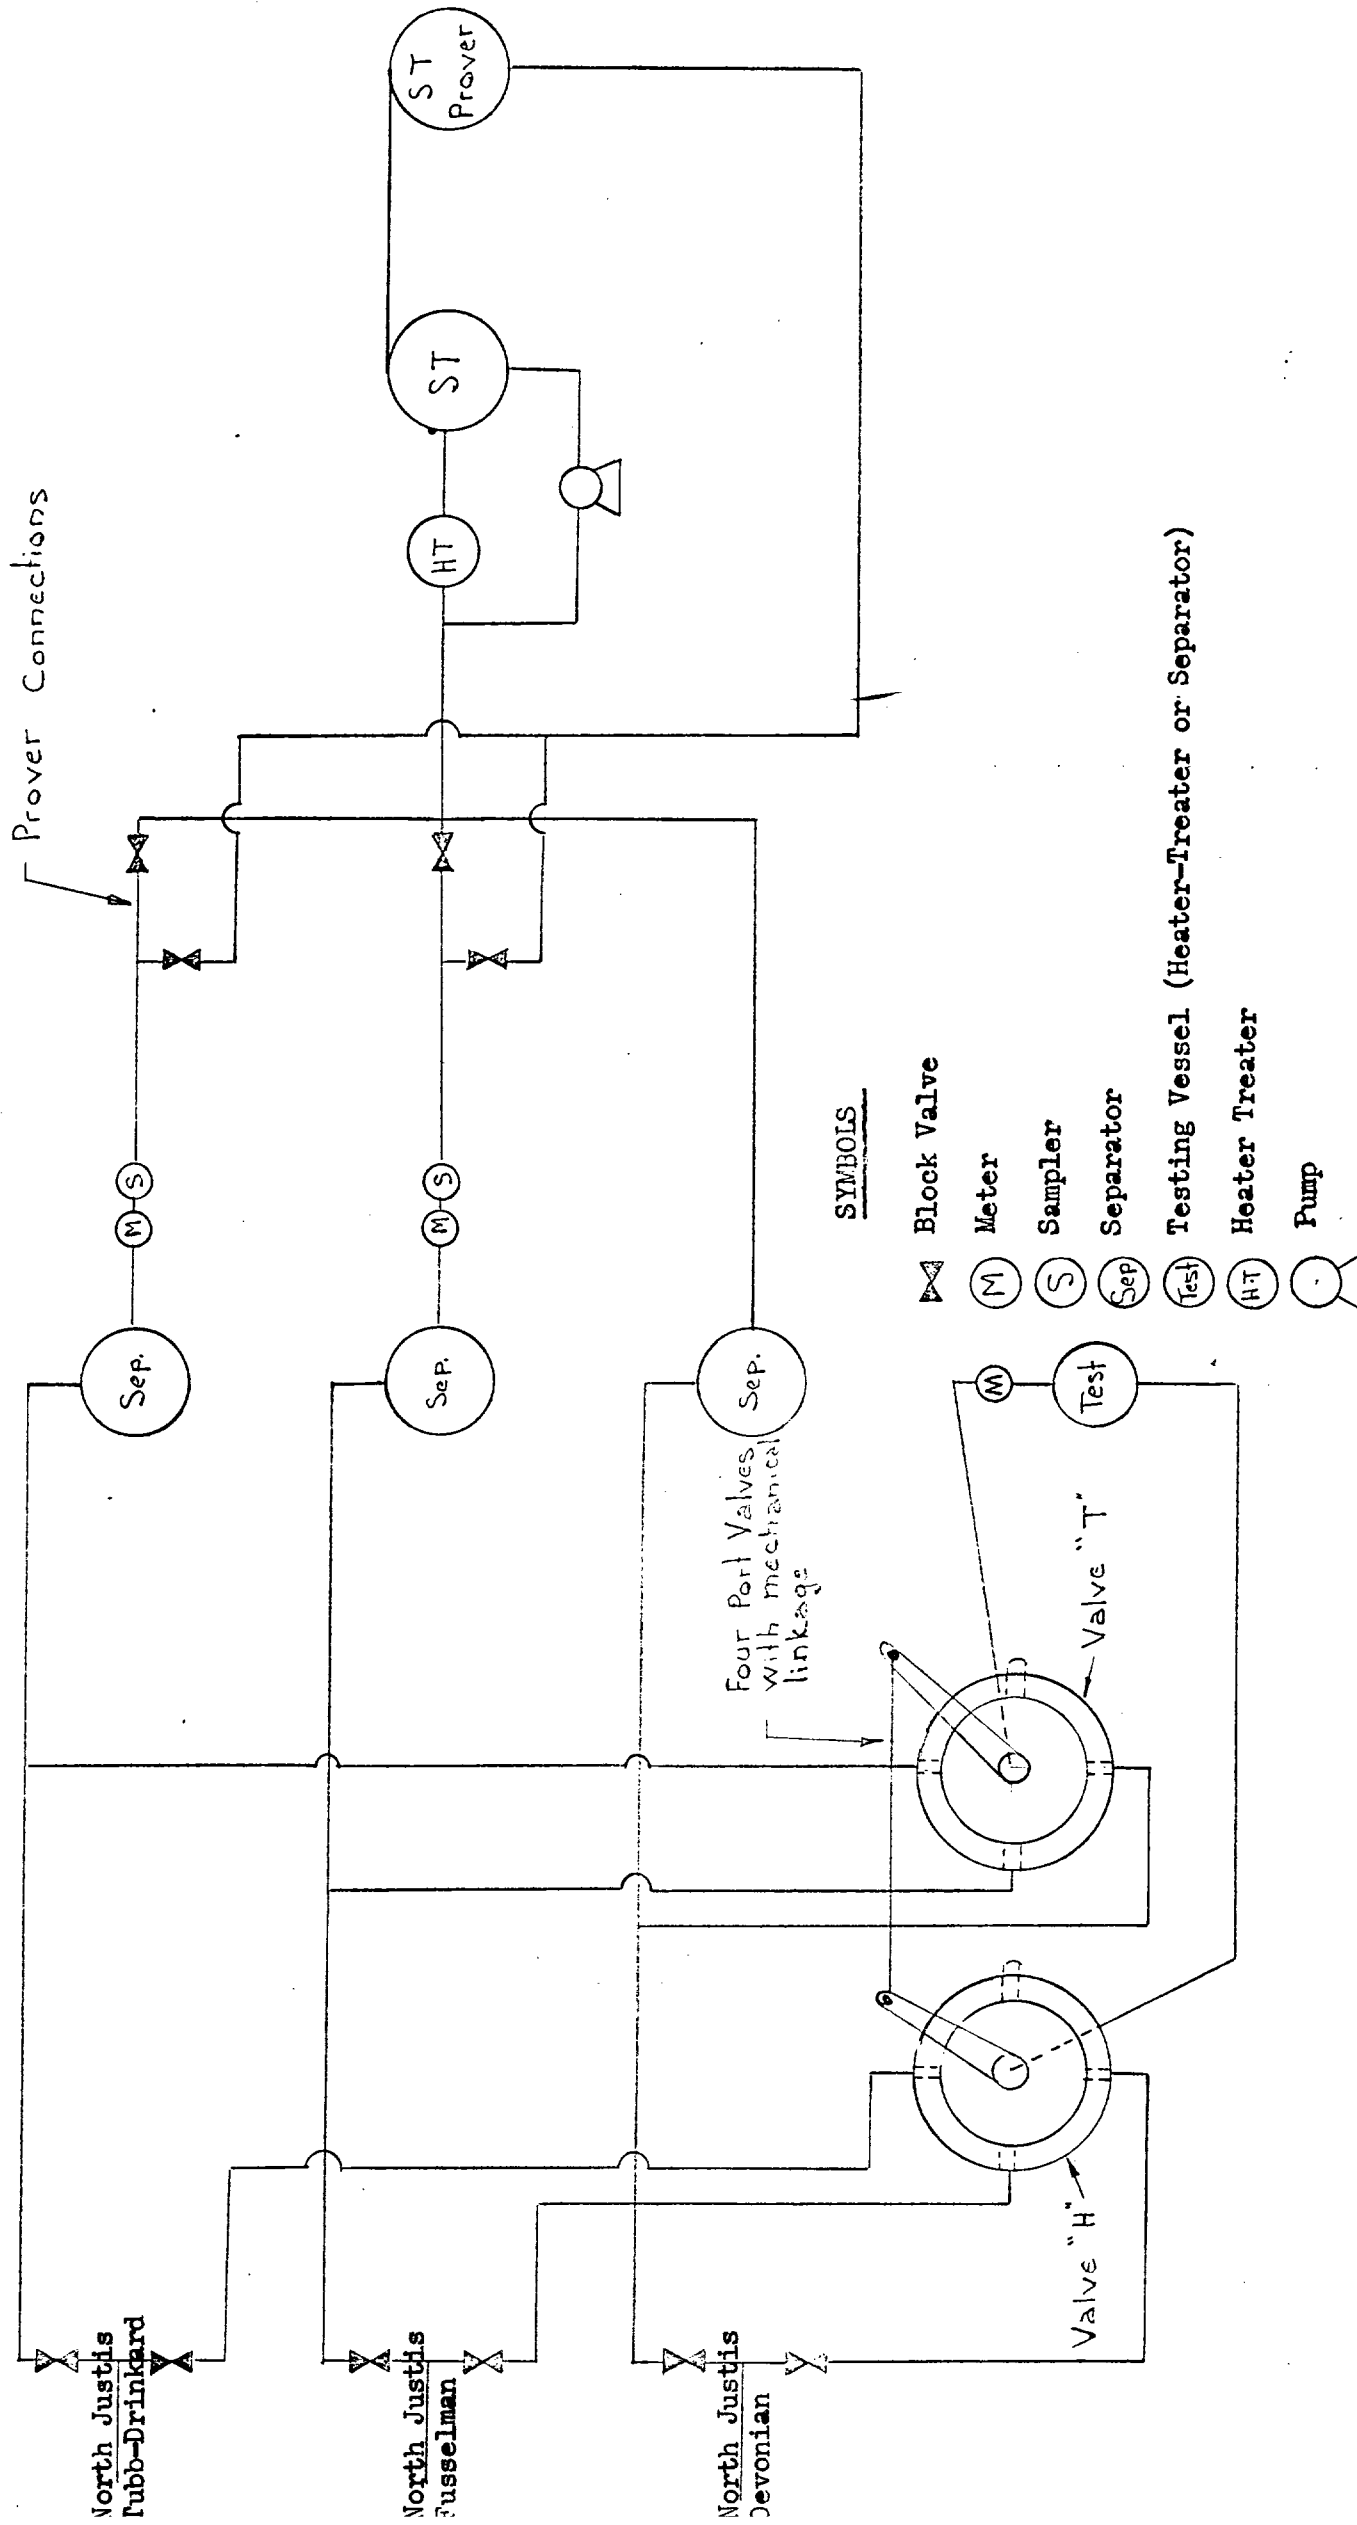 Prover Connections
ST
Prover
ST
HT
M
S
Sep.
M
S
Sep.
Sep.
North Justis
Tubb-Drinkard
North Justis
Fusselman
North Justis
Devonian
Four Port Valves
with mechanical
linkage
Valve "T"
Valve "H"
M
Test
SYMBOLS
Block Valve
M Meter
S Sampler
Sep Separator
Test Testing Vessel (Heater-Treater or Separator)
H-T Heater Treater
Pump